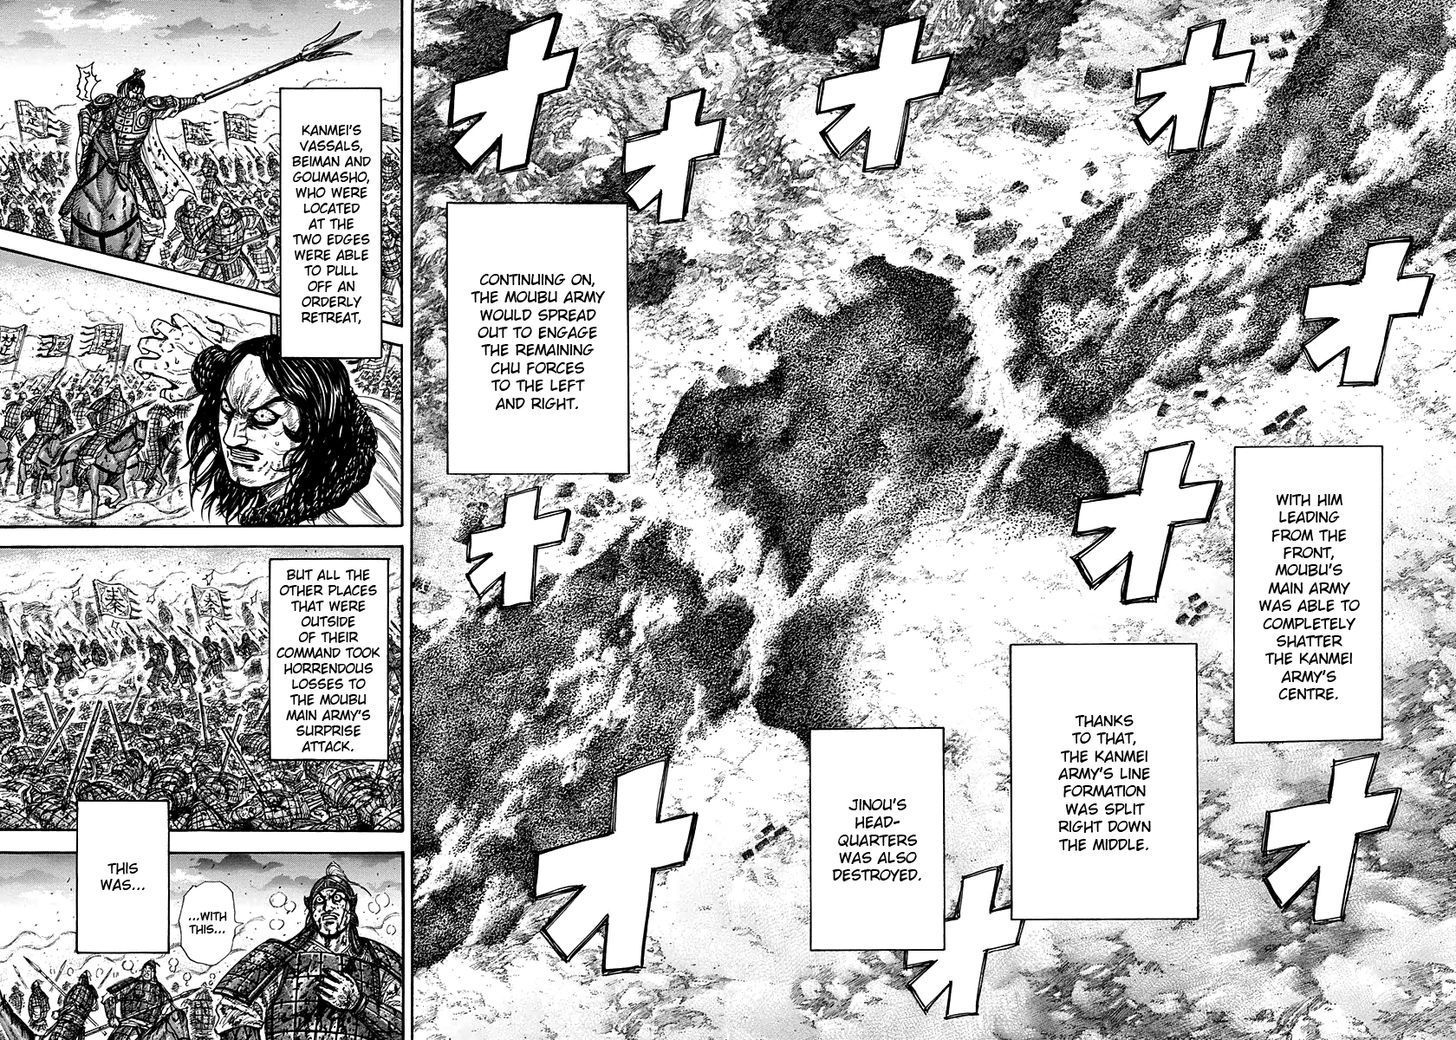 オ
オ
オ
オ
オ
オ
オ
オ
オ
オ
WITH HIM
LEADING
FROM THE
FRONT,
MOUBU'S
MAIN ARMY
WAS ABLE TO
COMPLETELY
SHATTER
THE KANMEI
ARMY'S
CENTRE.
THANKS
TO THAT,
THE KANMEI
ARMY'S LINE
FORMATION
WAS SPLIT
RIGHT DOWN
THE MIDDLE.
JINOU'S
HEAD-
QUARTERS
WAS ALSO
DESTROYED.
CONTINUING ON,
THE MOUBU ARMY
WOULD SPREAD
OUT TO ENGAGE
THE REMAINING
CHU FORCES
TO THE LEFT
AND RIGHT.
KANMEI'S
VASSALS,
BEIMAN AND
GOUMASHO,
WHO WERE
LOCATED
AT THE
TWO EDGES
WERE ABLE
TO PULL
OFF AN
ORDERLY
RETREAT,
楚
BUT ALL THE
OTHER PLACES
THAT WERE
OUTSIDE
OF THEIR
COMMAND TOOK
HORRENDOUS
LOSSES TO
THE MOUBU
MAIN ARMY'S
SURPRISE
ATTACK.
秦
秦
...WITH
THIS...
THIS
WAS...